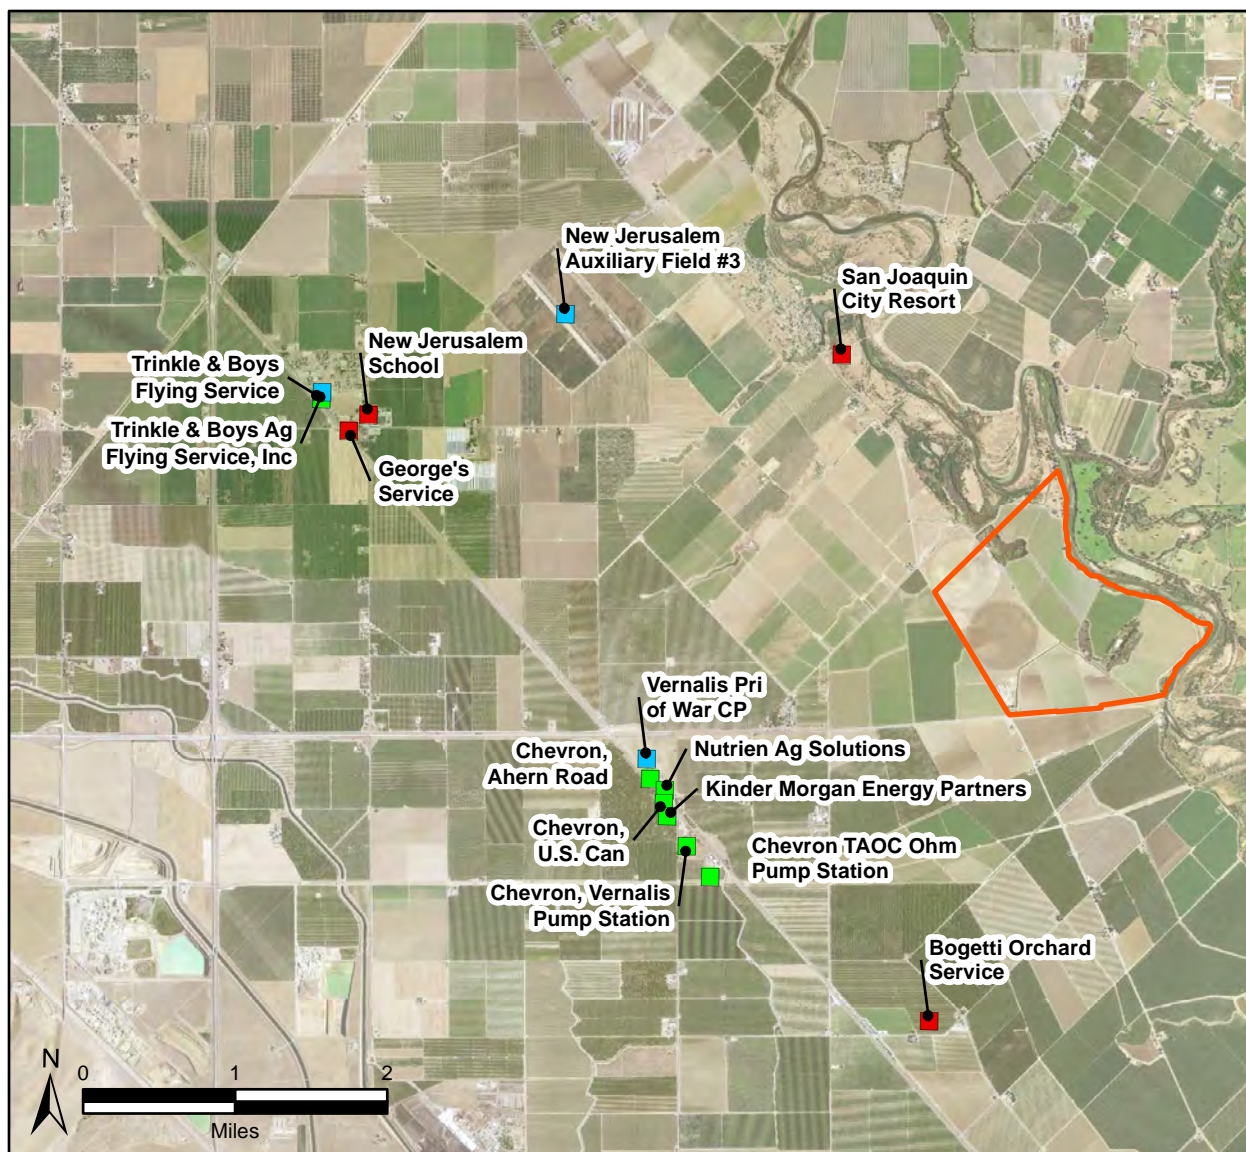 New Jerusalem
Auxiliary Field #3
San Joaquin
City Resort
New Jerusalem
School
Trinkle & Boys
Flying Service
Trinkle & Boys Ag
Flying Service, Inc
George's
Service
Vernalis Pri
of War CP
Chevron,
Ahern Road
Nutrien Ag Solutions
Kinder Morgan Energy Partners
Chevron,
U.S. Can
Chevron TAOC Ohm
Pump Station
Chevron, Vernalis
Pump Station
Bogetti Orchard
Service
N
0 1 2
Miles